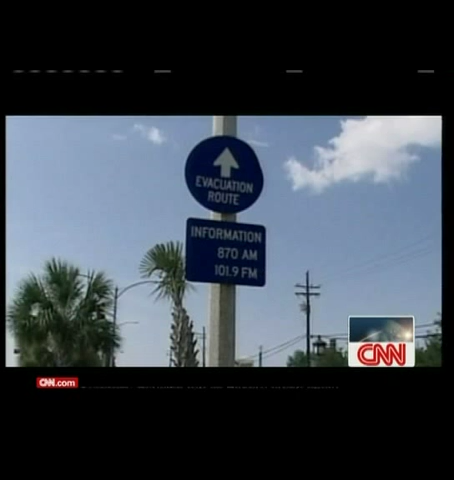 EVACUATION
ROUTE
INFORMATION
870 AM
101.9 FM
CNN
CNN.com